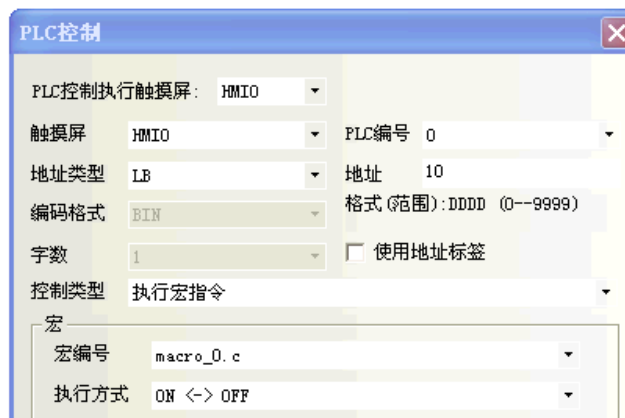 PLC控制
PLC控制执行触摸屏: HMI0
触摸屏 HMI0 PLC编号 0
地址类型 LB 地址 10
编码格式 BIN 格式(范围):DDDD (0--9999)
字数 1 使用地址标签
控制类型 执行宏指令
宏
宏编号 macro_0.c
执行方式 ON <-> OFF